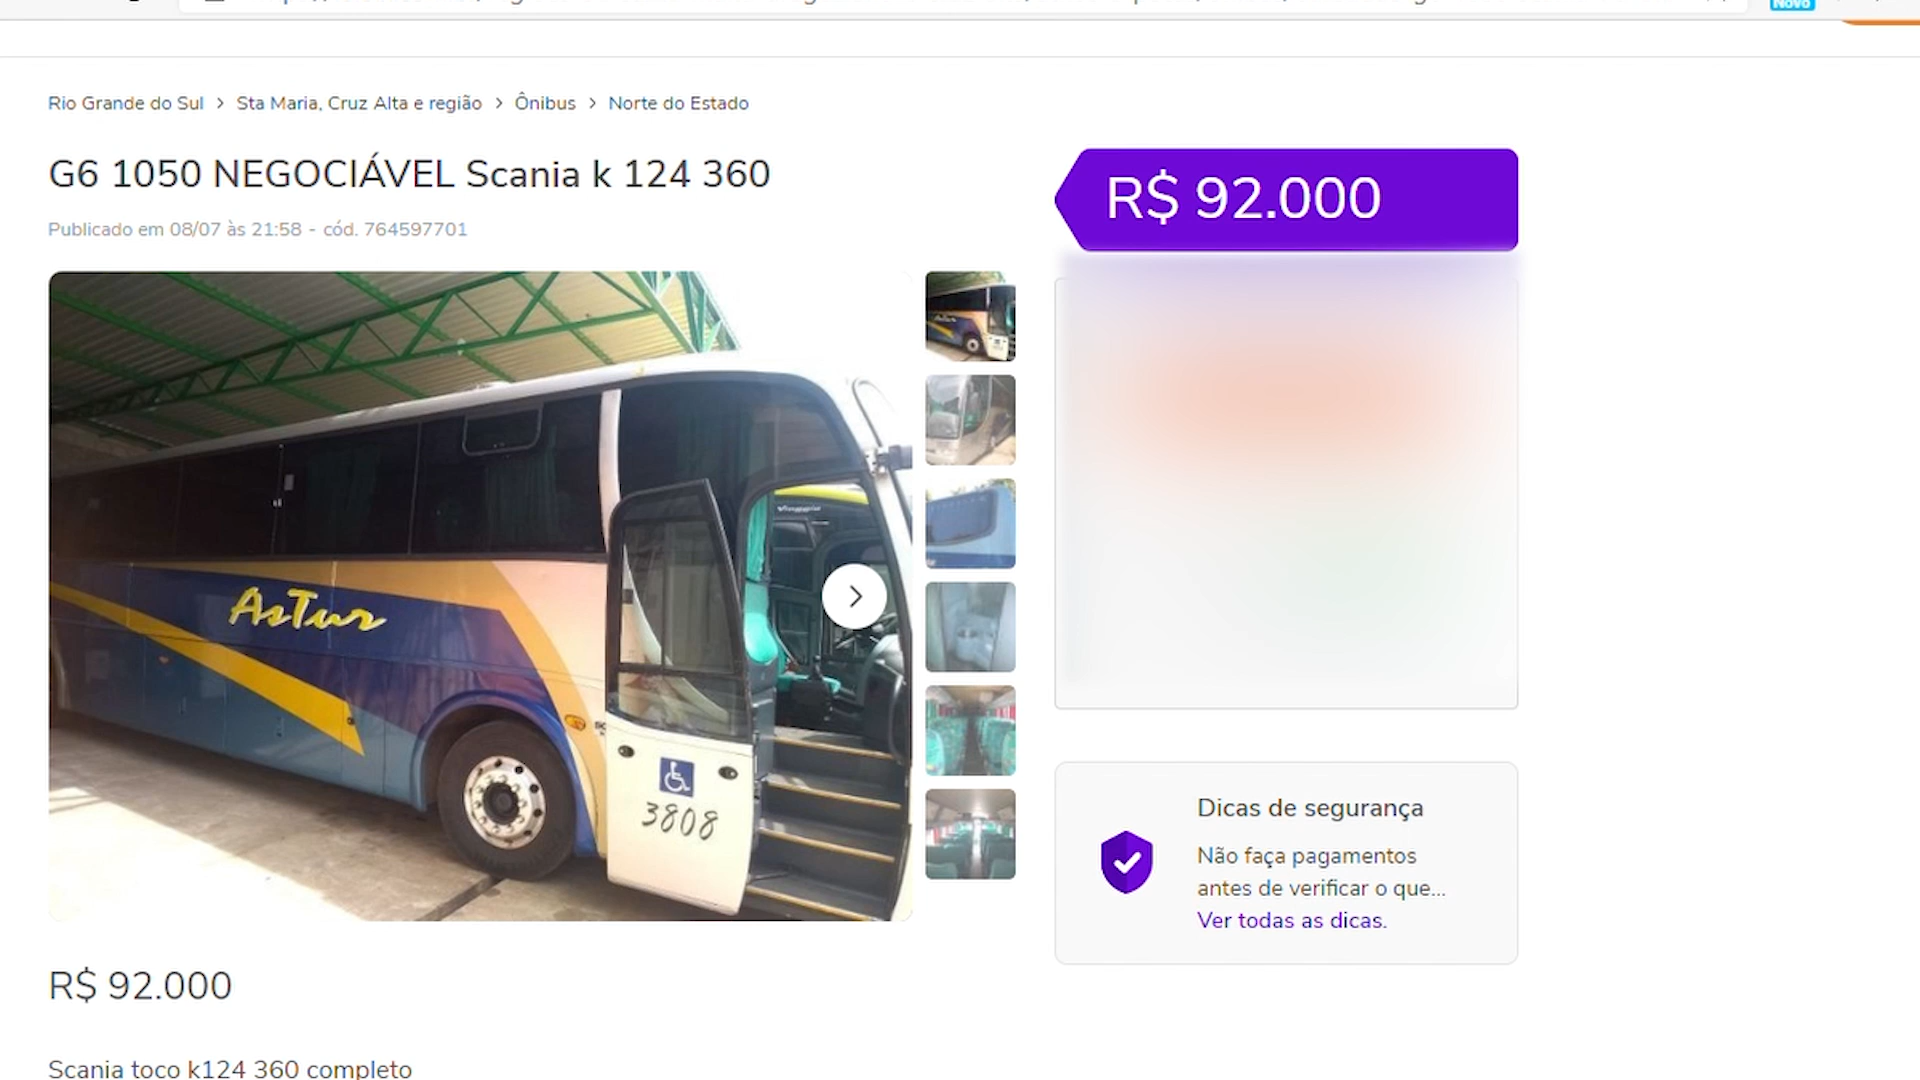 Novo
Rio Grande do Sul > Sta Maria, Cruz Alta e região > Ônibus > Norte do Estado
G6 1050 NEGOCIÁVEL Scania k 124 360
Publicado em 08/07 às 21:58 - cód. 764597701
R$ 92.000
AsTur
3808
Dicas de segurança
Não faça pagamentos
antes de verificar o que...
Ver todas as dicas.
R$ 92.000
Scania toco k124 360 completo